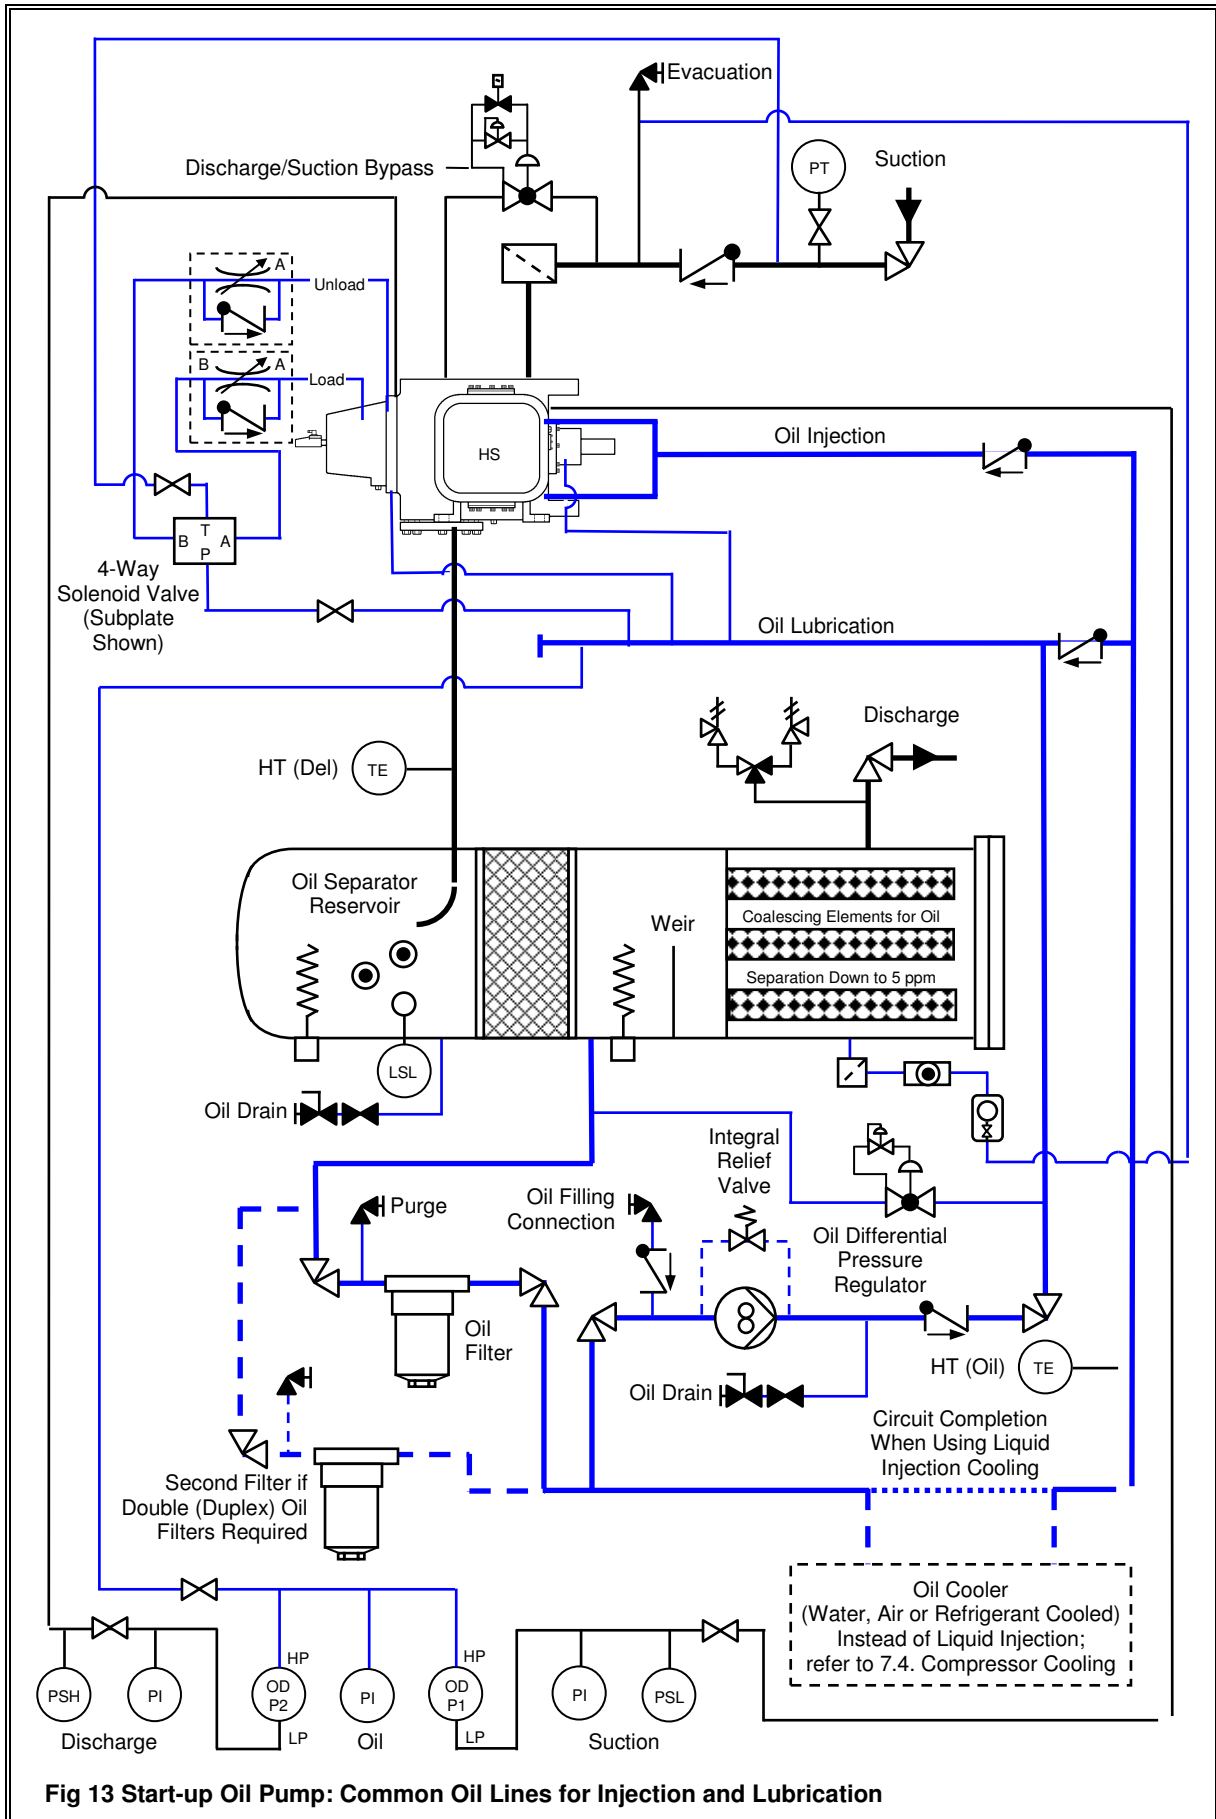 Evacuation
Discharge/Suction Bypass
PT
Suction
A
Unload
B
A
Load
HS
Oil Injection
T
B
A
P
4-Way
Solenoid Valve
(Subplate
Shown)
Oil Lubrication
Discharge
HT (Del)
TE
Oil Separator
Reservoir
Weir
Coalescing Elements for Oil
Separation Down to 5 ppm
LSL
Oil Drain
Integral
Relief
Valve
Purge
Oil Filling
Connection
Oil Differential
Pressure
Regulator
Oil
Filter
HT (Oil)
TE
Oil Drain
Circuit Completion
When Using Liquid
Injection Cooling
Second Filter if
Double (Duplex) Oil
Filters Required
Oil Cooler
(Water, Air or Refrigerant Cooled)
Instead of Liquid Injection;
refer to 7.4. Compressor Cooling
HP
HP
PSH
PI
OD
P2
PI
OD
P1
PI
PSL
LP
LP
Discharge
Oil
Suction
Fig 13 Start-up Oil Pump: Common Oil Lines for Injection and Lubrication